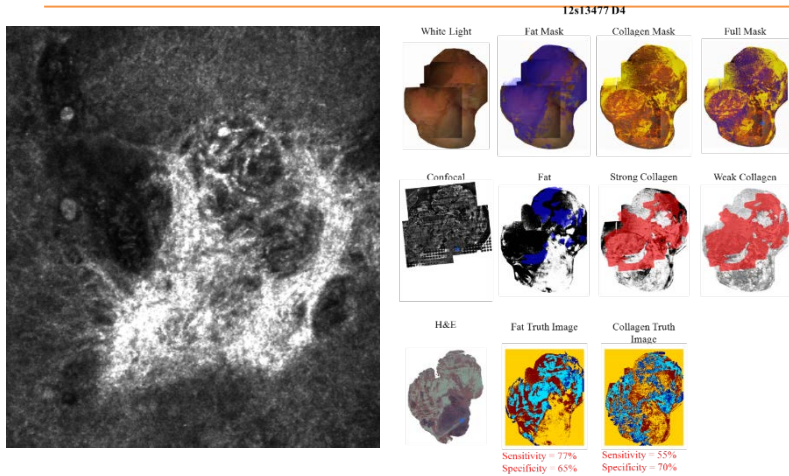 12s13477 D4
White Light
Fat Mask
Collagen Mask
Full Mask
Confocal
Fat
Strong Collagen
Weak Collagen
H&E
Fat Truth Image
Collagen Truth
Image
Sensitivity = 77%
Specificity = 65%
Sensitivity = 55%
Specificity = 70%